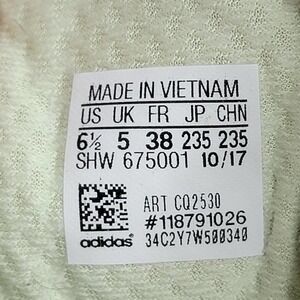 MADE IN VIETNAM
US UK FR JP CHN
6½ 5 38 235 235
SHW 675001 10/17
ART CQ2530
#118791026
adidas 34C2Y7W500340